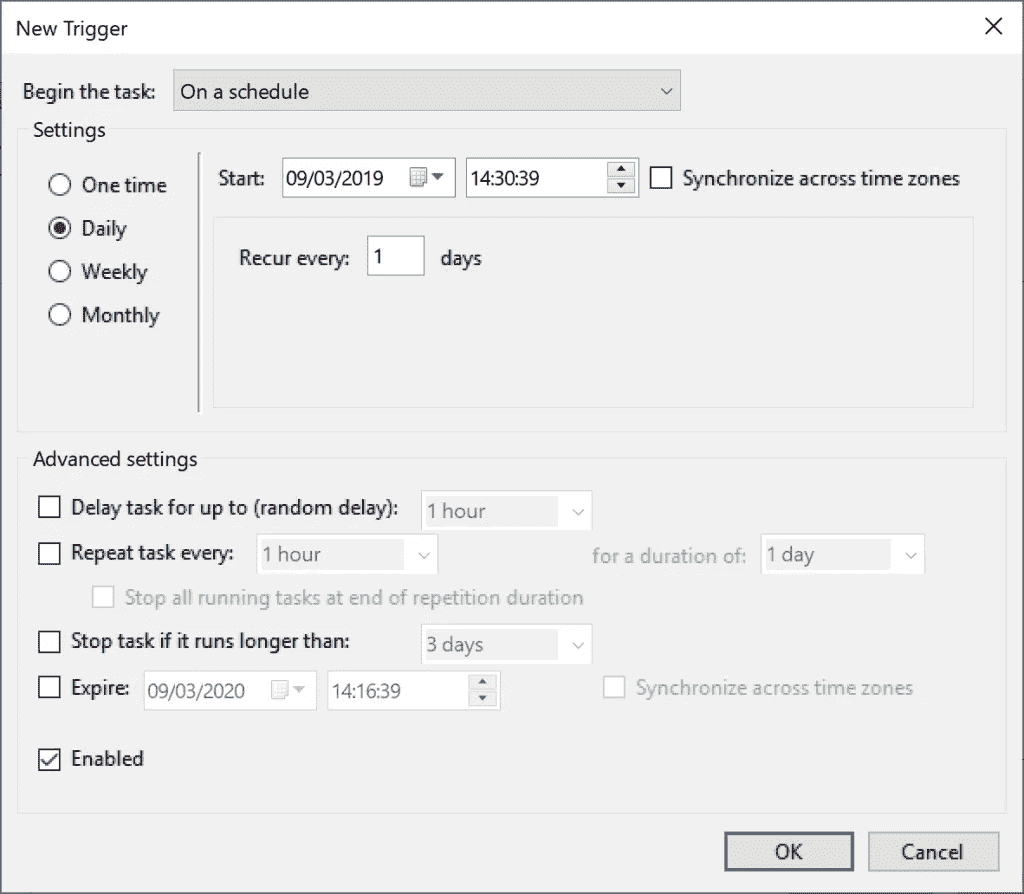 New Trigger
Begin the task: On a schedule
Settings
One time
Start: 09/03/2019 14:30:39 Synchronize across time zones
Daily
Recur every: 1 days
Weekly
Monthly
Advanced settings
Delay task for up to (random delay): 1 hour
Repeat task every: 1 hour for a duration of: 1 day
Stop all running tasks at end of repetition duration
Stop task if it runs longer than: 3 days
Expire: 09/03/2020 14:16:39 Synchronize across time zones
Enabled
OK Cancel